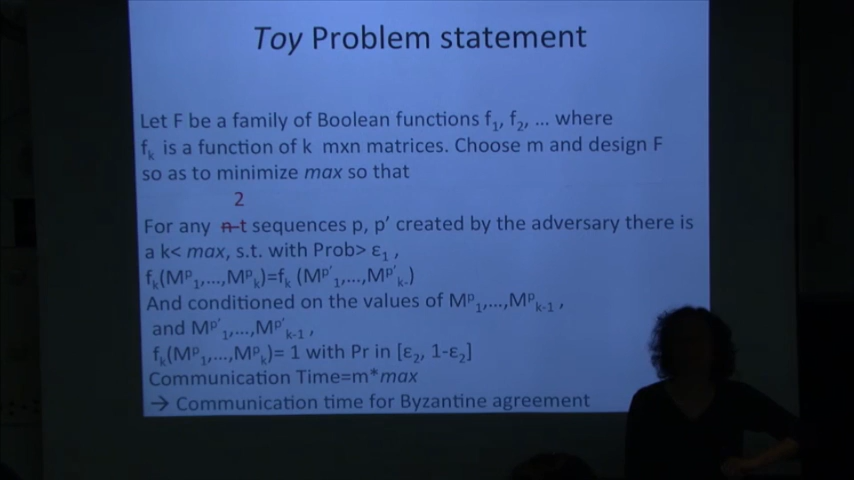 Toy Problem statement
Let F be a family of Boolean functions f₁, f₂, … where
fₖ is a function of k mxn matrices. Choose m and design F
so as to minimize max so that
2
For any n-t sequences p, p’ created by the adversary there is
a k< max, s.t. with Prob> ε₁ ,
fₖ(Mᵖ₁,…,Mᵖₖ)=fₖ (Mᵖ’₁,…,Mᵖ’ₖ.)
And conditioned on the values of Mᵖ₁,…,Mᵖₖ₋₁ ,
and Mᵖ’₁,…,Mᵖ’ₖ₋₁ ,
fₖ(Mᵖ₁,…,Mᵖₖ)= 1 with Pr in [ε₂, 1-ε₂]
Communication Time=m*max
→ Communication time for Byzantine agreement